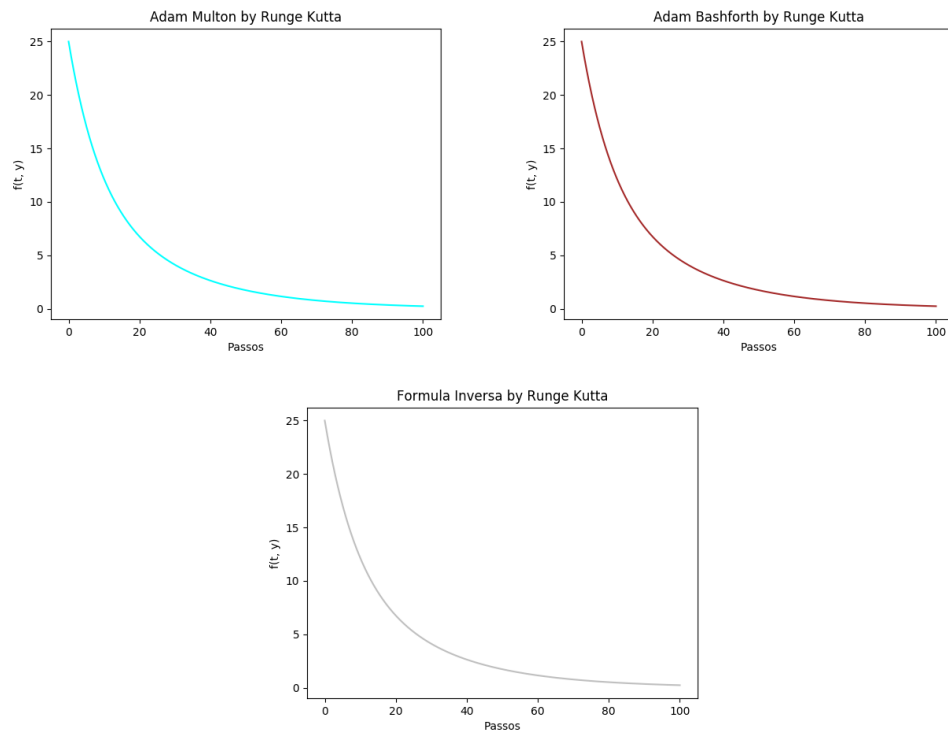 Adam Multon by Runge Kutta
25
20
15
10
5
0
f(t, y)
0 20 40 60 80 100
Passos
Adam Bashforth by Runge Kutta
25
20
15
10
5
0
f(t, y)
0 20 40 60 80 100
Passos
Formula Inversa by Runge Kutta
25
20
15
10
5
0
f(t, y)
0 20 40 60 80 100
Passos